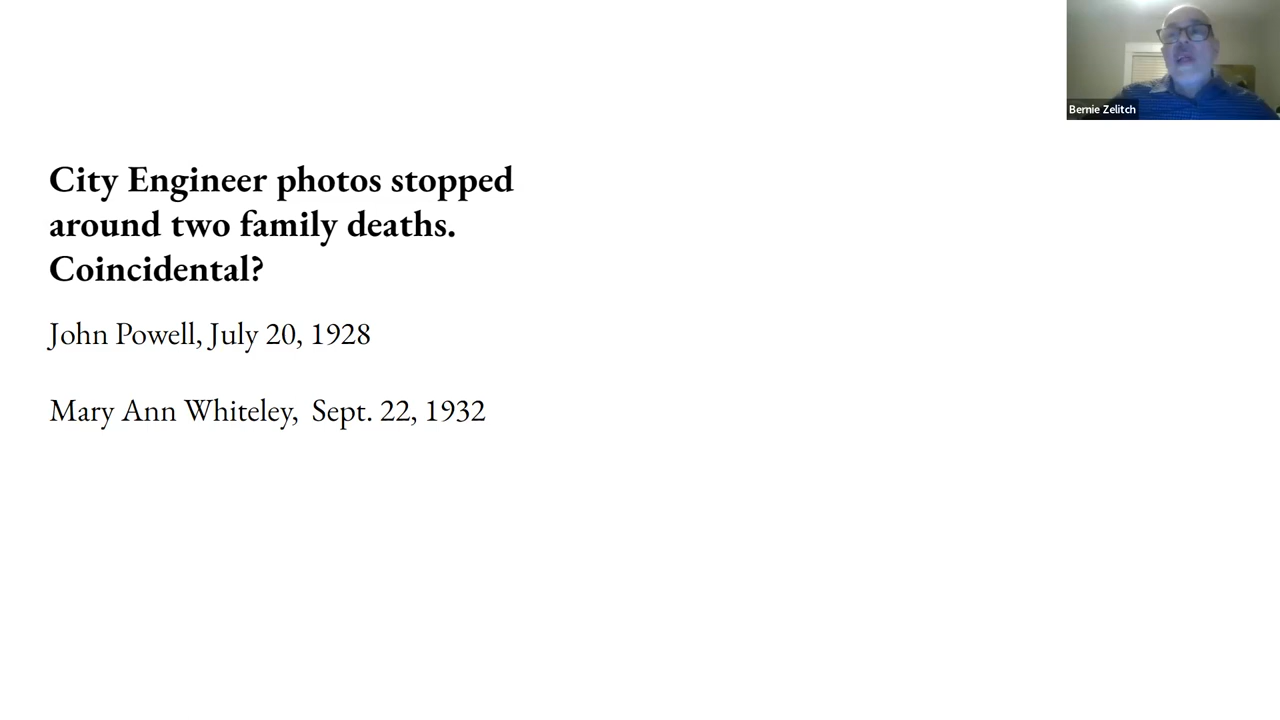 Bernie Zelitch
City Engineer photos stopped
around two family deaths.
Coincidental?
John Powell, July 20, 1928
Mary Ann Whiteley, Sept. 22, 1932